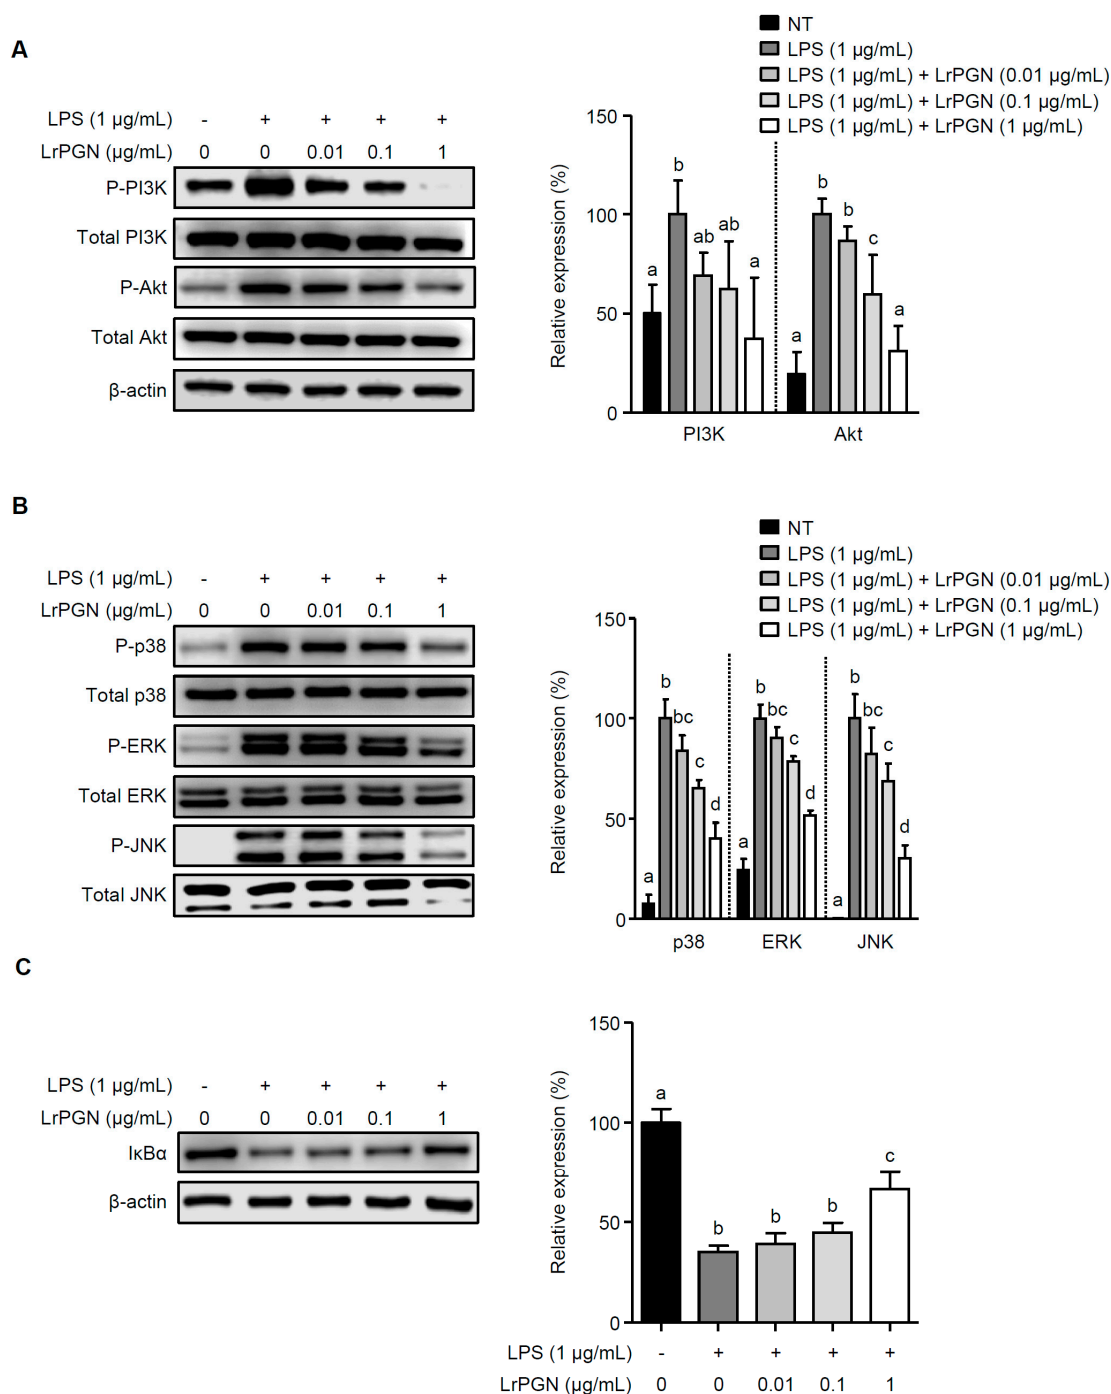 A
LPS (1 µg/mL) - + + + +
LrPGN (µg/mL) 0 0 0.01 0.1 1
P-PI3K
Total PI3K
P-Akt
Total Akt
β-actin
NT
LPS (1 µg/mL)
LPS (1 µg/mL) + LrPGN (0.01 µg/mL)
LPS (1 µg/mL) + LrPGN (0.1 µg/mL)
LPS (1 µg/mL) + LrPGN (1 µg/mL)
Relative expression (%)
150
100
50
0
a b ab ab a
a b b c a
PI3K Akt
B
LPS (1 µg/mL) - + + + +
LrPGN (µg/mL) 0 0 0.01 0.1 1
P-p38
Total p38
P-ERK
Total ERK
P-JNK
Total JNK
NT
LPS (1 µg/mL)
LPS (1 µg/mL) + LrPGN (0.01 µg/mL)
LPS (1 µg/mL) + LrPGN (0.1 µg/mL)
LPS (1 µg/mL) + LrPGN (1 µg/mL)
Relative expression (%)
150
100
50
0
a b bc c d
a b bc c d
a b bc c d
p38 ERK JNK
C
LPS (1 µg/mL) - + + + +
LrPGN (µg/mL) 0 0 0.01 0.1 1
IκBα
β-actin
Relative expression (%)
150
100
50
0
a b b b c
LPS (1 µg/mL) - + + + +
LrPGN (µg/mL) 0 0 0.01 0.1 1